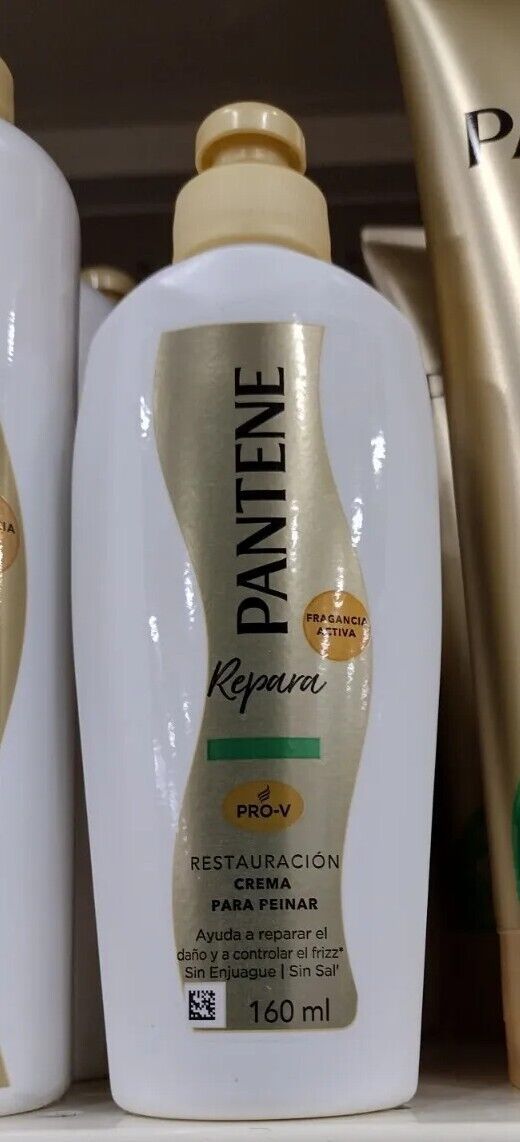 PANTENE
FRAGANCIA
ACTIVA
Repara
PRO-V
RESTAURACIÓN
CREMA
PARA PEINAR
Ayuda a reparar el
daño y a controlar el frizz*
Sin Enjuague | Sin Sal'
160 ml